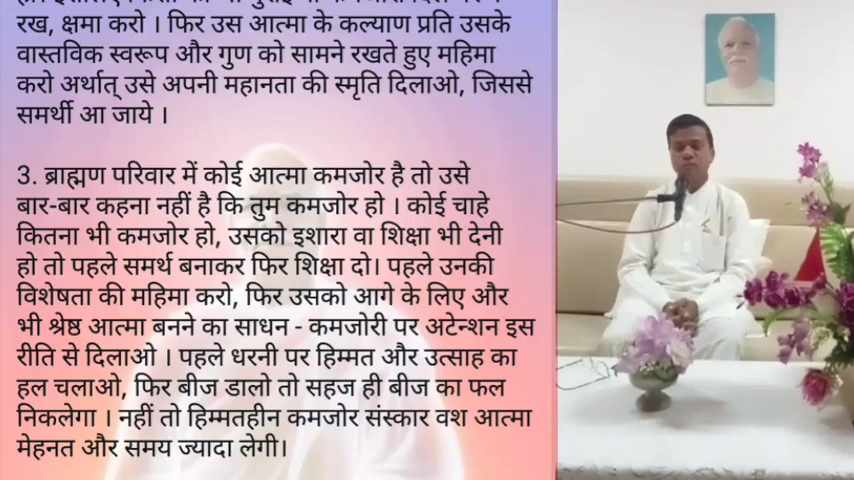 रख, क्षमा करो । फिर उस आत्मा के कल्याण प्रति उसके
वास्तविक स्वरूप और गुण को सामने रखते हुए महिमा
करो अर्थात् उसे अपनी महानता की स्मृति दिलाओ, जिससे
समर्थी आ जाये ।
3. ब्राह्मण परिवार में कोई आत्मा कमजोर है तो उसे
बार-बार कहना नहीं है कि तुम कमजोर हो । कोई चाहे
कितना भी कमजोर हो, उसको इशारा वा शिक्षा भी देनी
हो तो पहले समर्थ बनाकर फिर शिक्षा दो। पहले उनकी
विशेषता की महिमा करो, फिर उसको आगे के लिए और
भी श्रेष्ठ आत्मा बनने का साधन - कमजोरी पर अटेन्शन इस
रीति से दिलाओ । पहले धरनी पर हिम्मत और उत्साह का
हल चलाओ, फिर बीज डालो तो सहज ही बीज का फल
निकलेगा । नहीं तो हिम्मतहीन कमजोर संस्कार वश आत्मा
मेहनत और समय ज्यादा लेगी।